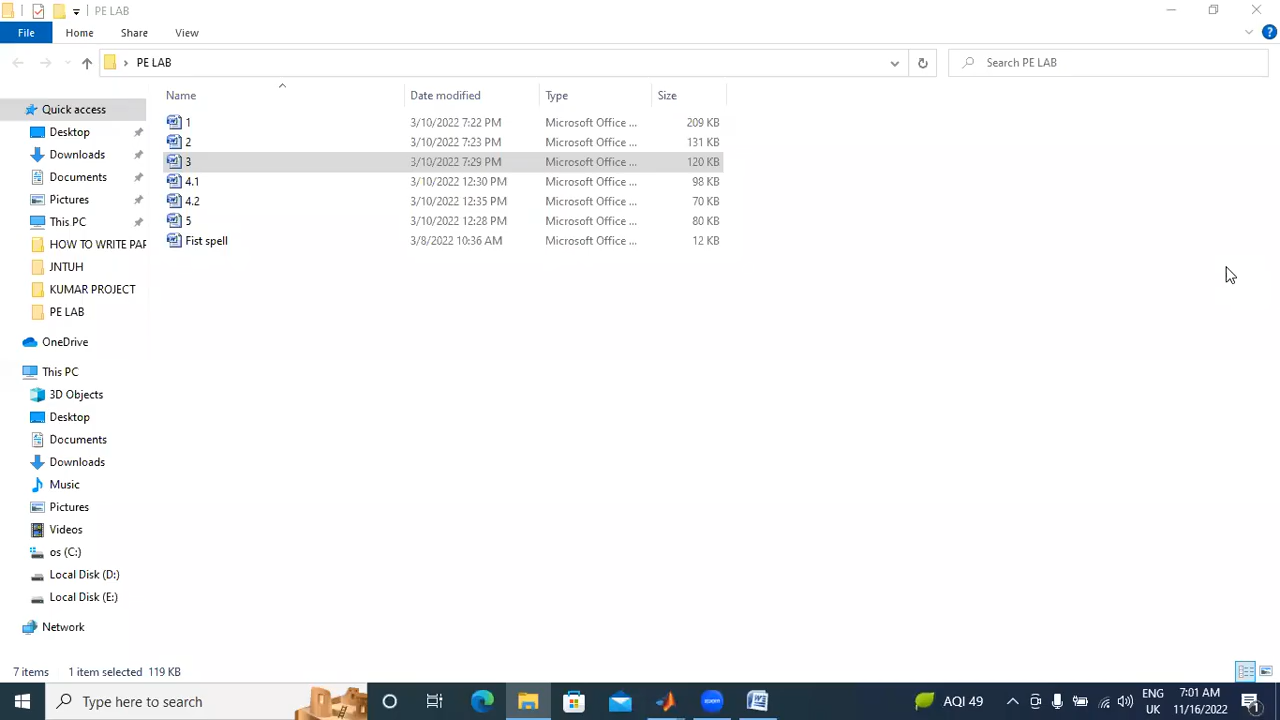 PE LAB
File Home Share View
PE LAB
Search PE LAB
Name Date modified Type Size
Quick access
Desktop
Downloads
Documents
Pictures
This PC
HOW TO WRITE PAP
JNTUH
KUMAR PROJECT
PE LAB
OneDrive
This PC
3D Objects
Desktop
Documents
Downloads
Music
Pictures
Videos
os (C:)
Local Disk (D:)
Local Disk (E:)
Network
1 3/10/2022 7:22 PM Microsoft Office ... 209 KB
2 3/10/2022 7:23 PM Microsoft Office ... 131 KB
3 3/10/2022 7:29 PM Microsoft Office ... 120 KB
4.1 3/10/2022 12:30 PM Microsoft Office ... 98 KB
4.2 3/10/2022 12:35 PM Microsoft Office ... 70 KB
5 3/10/2022 12:28 PM Microsoft Office ... 80 KB
Fist spell 3/8/2022 10:36 AM Microsoft Office ... 12 KB
7 items 1 item selected 119 KB
Type here to search
AQI 49
ENG
UK
7:01 AM
11/16/2022
1